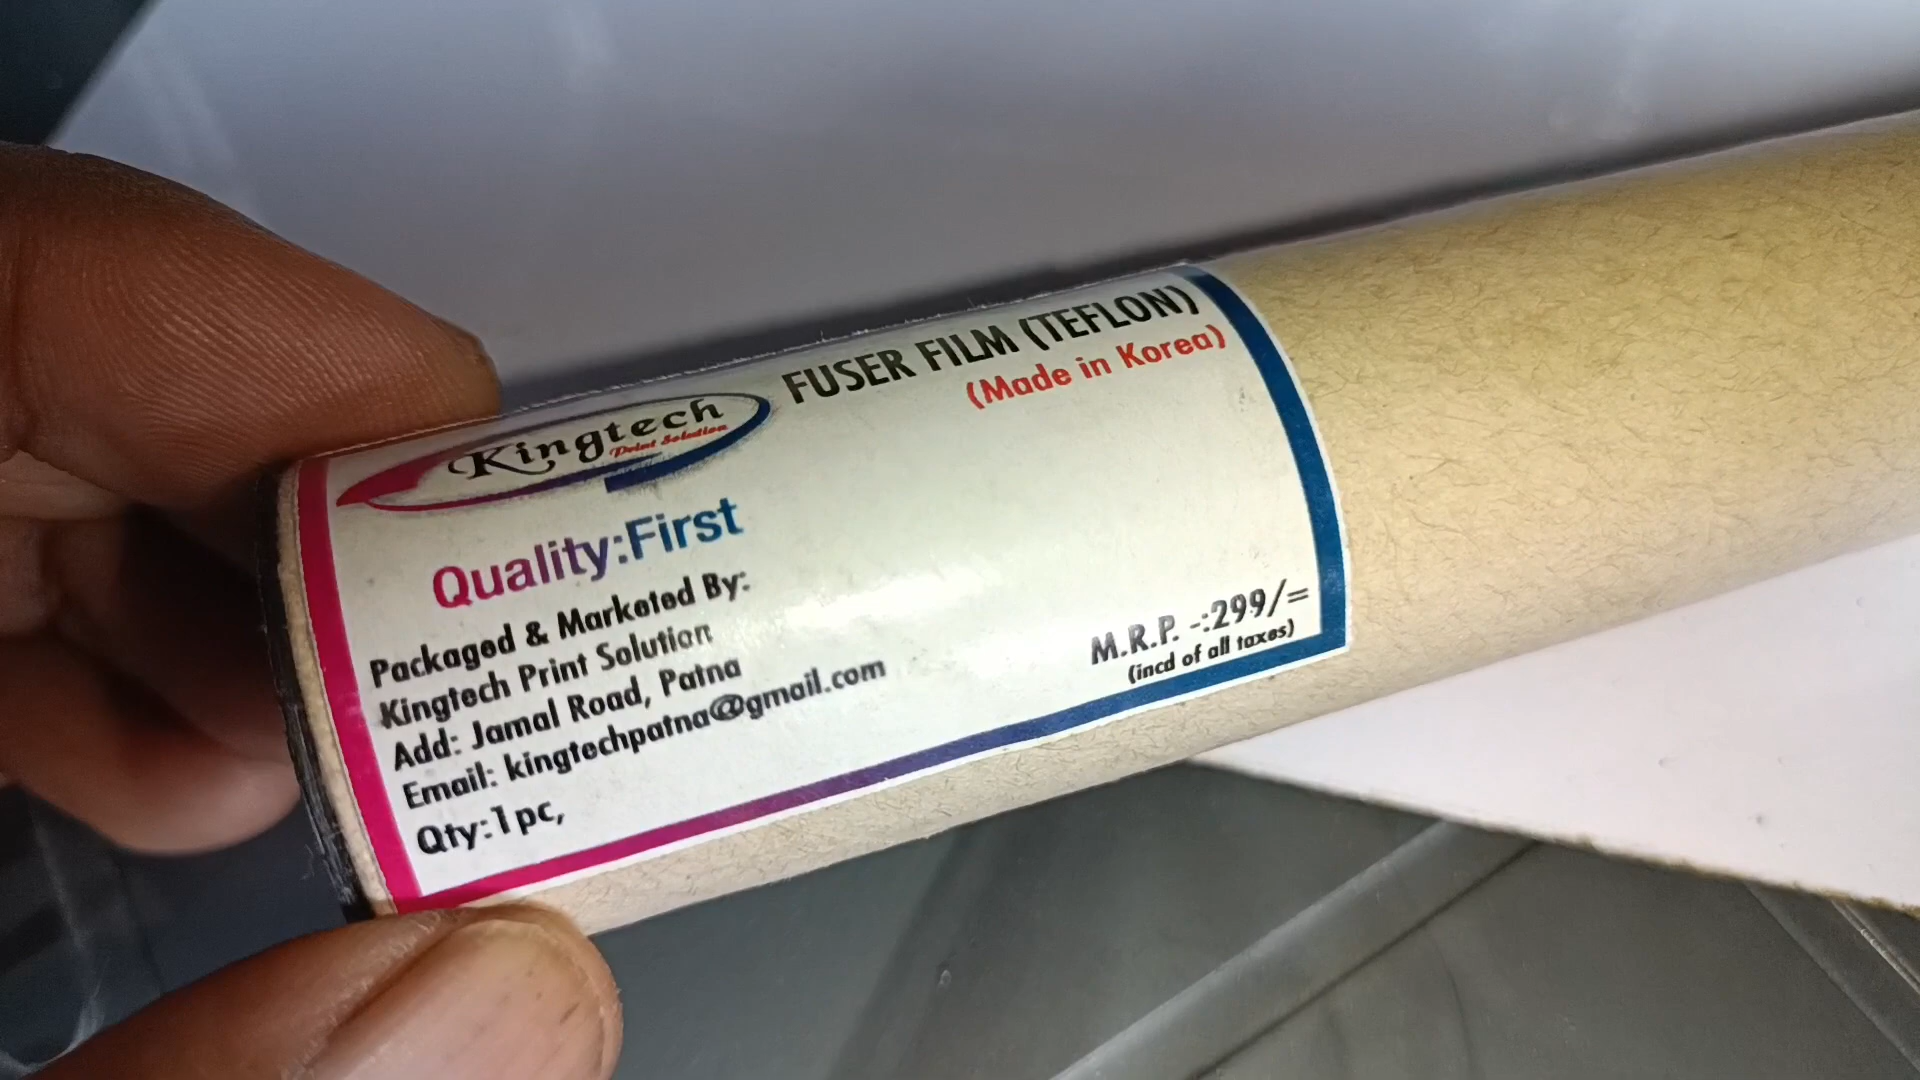 Kingtech
Print Solution
FUSER FILM (TEFLON)
(Made in Korea)
Quality:First
Packaged & Marketed By:
Kingtech Print Solution
Add: Jamal Road, Patna
Email: kingtechpatna@gmail.com
Qty:1pc,
M.R.P. -:299/=
(incd of all taxes)